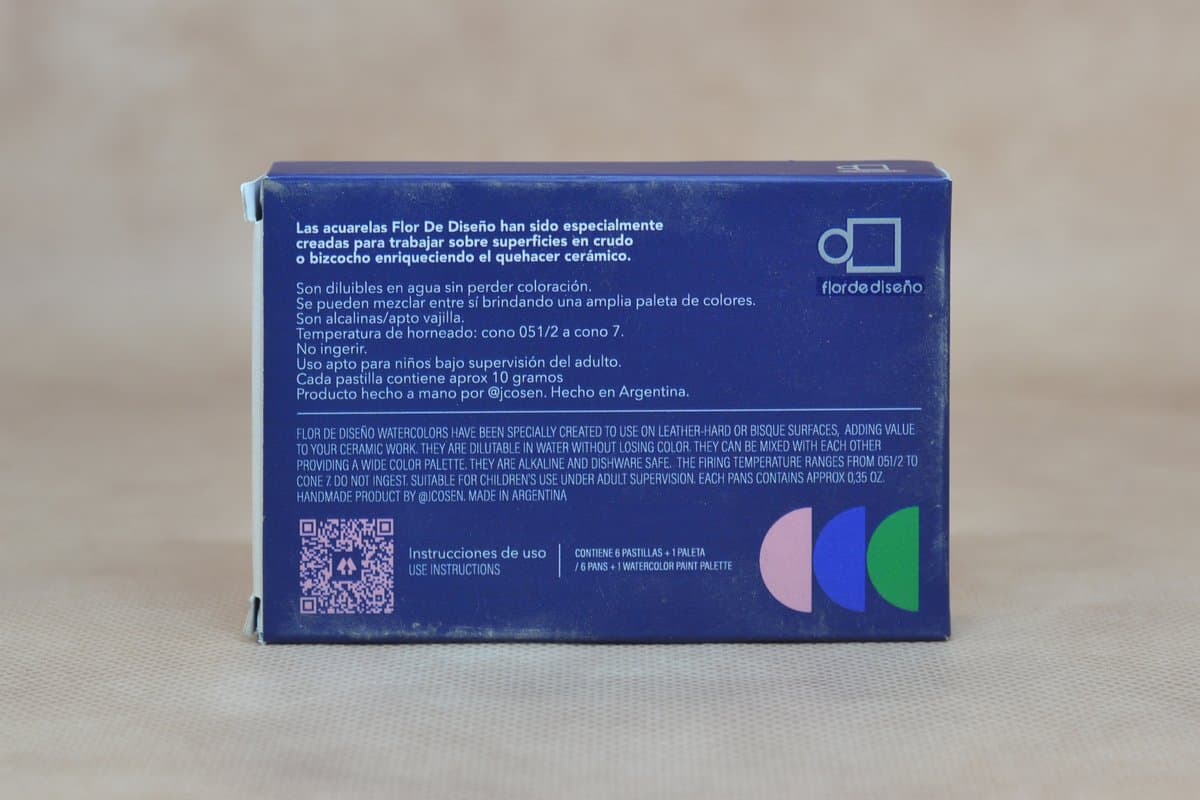 Las acuarelas Flor De Diseño han sido especialmente
creadas para trabajar sobre superficies en crudo
o bizcocho enriqueciendo el quehacer cerámico.
flordediseño
Son diluibles en agua sin perder coloración.
Se pueden mezclar entre sí brindando una amplia paleta de colores.
Son alcalinas/apto vajilla.
Temperatura de horneado: cono 051/2 a cono 7.
No ingerir.
Uso apto para niños bajo supervisión del adulto.
Cada pastilla contiene aprox 10 gramos
Producto hecho a mano por @jcosen. Hecho en Argentina.
FLOR DE DISEÑO WATERCOLORS HAVE BEEN SPECIALLY CREATED TO USE ON LEATHER-HARD OR BISQUE SURFACES, ADDING VALUE
TO YOUR CERAMIC WORK. THEY ARE DILUTABLE IN WATER WITHOUT LOSING COLOR. THEY CAN BE MIXED WITH EACH OTHER
PROVIDING A WIDE COLOR PALETTE. THEY ARE ALKALINE AND DISHWARE SAFE. THE FIRING TEMPERATURE RANGES FROM 051/2 TO
CONE 7. DO NOT INGEST. SUITABLE FOR CHILDREN'S USE UNDER ADULT SUPERVISION. EACH PANS CONTAINS APPROX 0,35 OZ.
HANDMADE PRODUCT BY @JCOSEN. MADE IN ARGENTINA
Instrucciones de uso
USE INSTRUCTIONS
CONTIENE 6 PASTILLAS + 1 PALETA
/ 6 PANS + 1 WATERCOLOR PAINT PALETTE